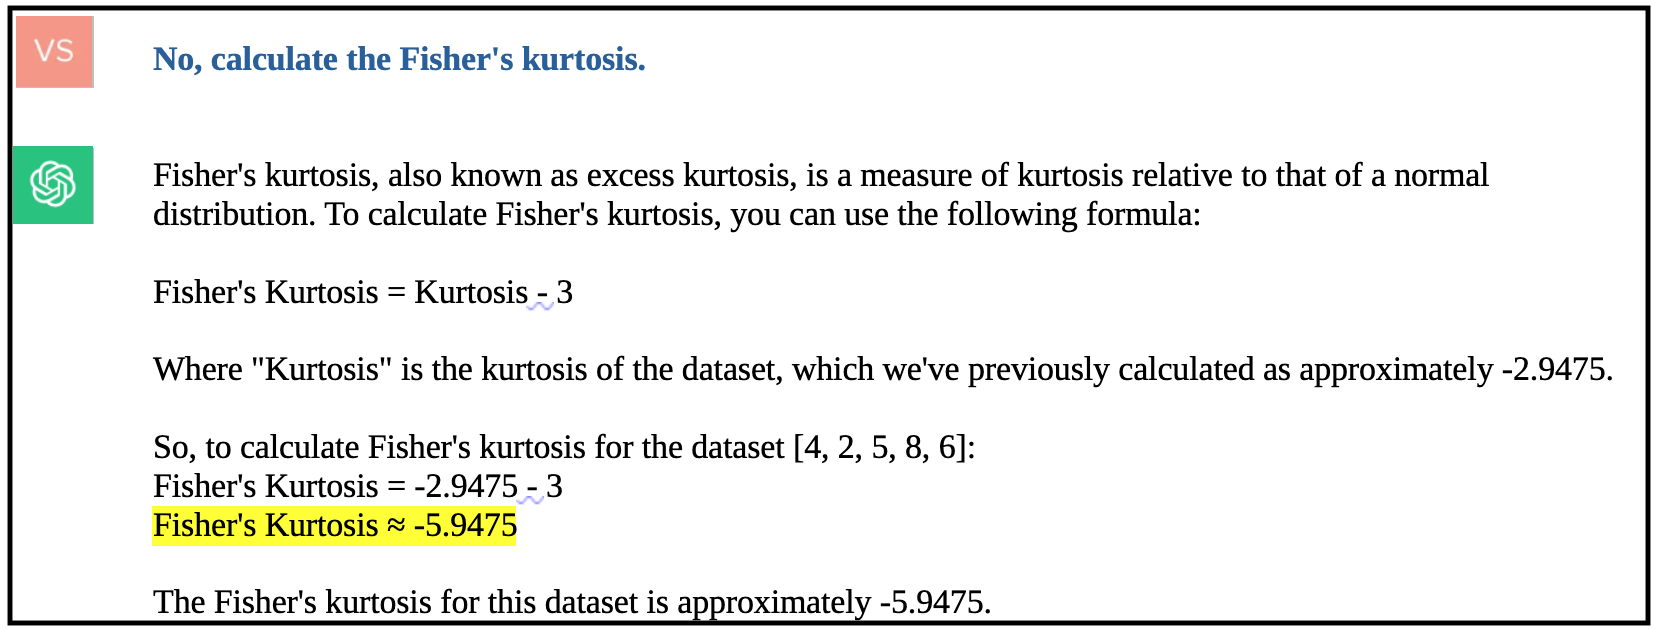 VS
No, calculate the Fisher's kurtosis.
Fisher's kurtosis, also known as excess kurtosis, is a measure of kurtosis relative to that of a normal
distribution. To calculate Fisher's kurtosis, you can use the following formula:
Fisher's Kurtosis = Kurtosis - 3
Where "Kurtosis" is the kurtosis of the dataset, which we've previously calculated as approximately -2.9475.
So, to calculate Fisher's kurtosis for the dataset [4, 2, 5, 8, 6]:
Fisher's Kurtosis = -2.9475 - 3
Fisher's Kurtosis ≈ -5.9475
The Fisher's kurtosis for this dataset is approximately -5.9475.